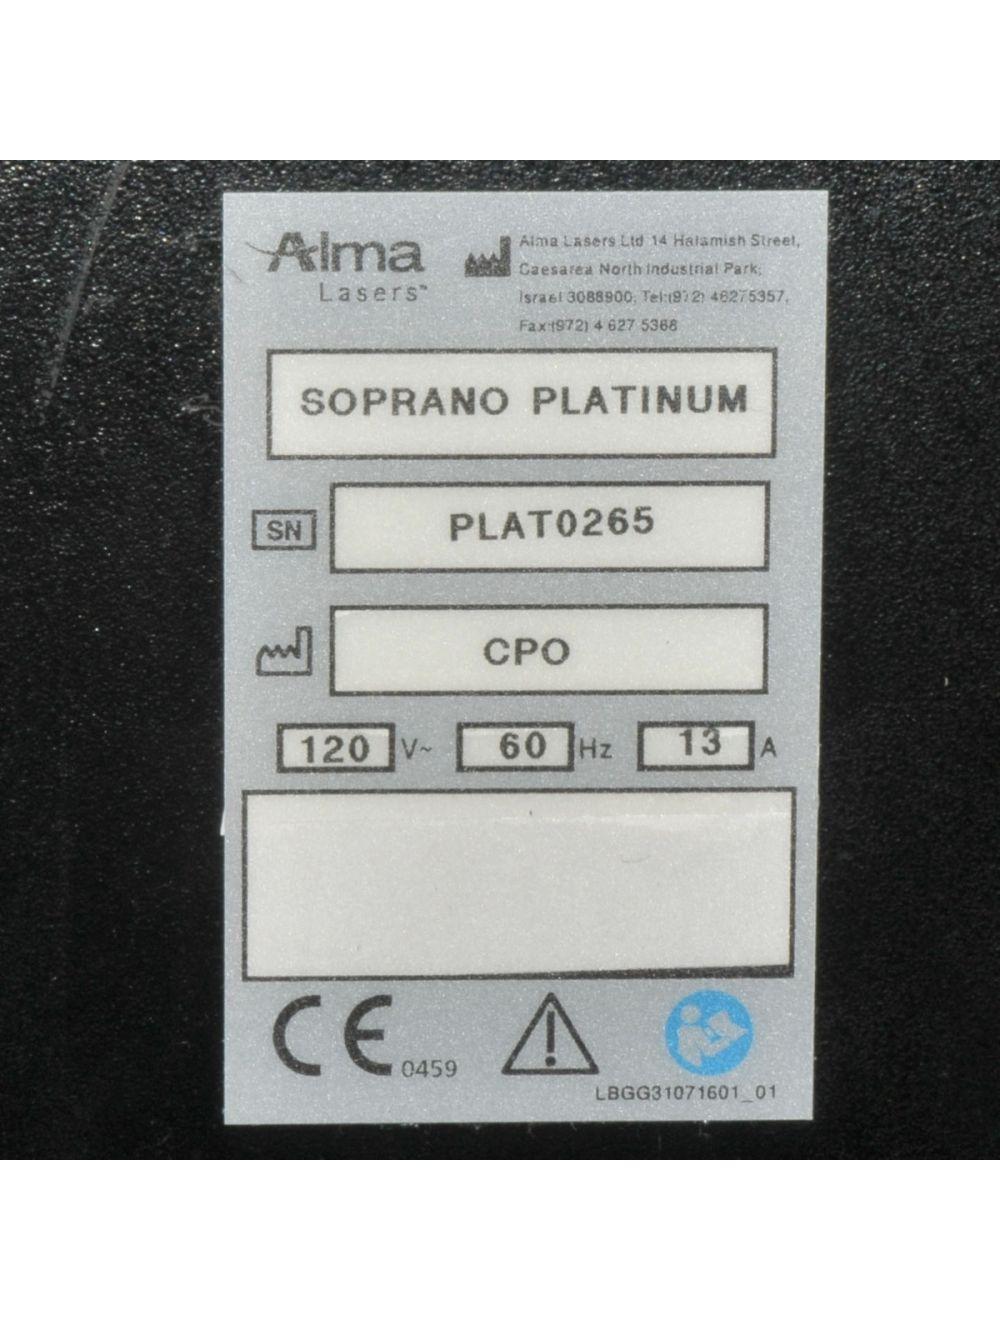 Alma
Lasers™
Alma Lasers Ltd 14 Halamish Street,
Caesarea North Industrial Park,
Israel 3088900, Tel:(972) 46275357,
Fax:(972) 4 627 5368
SOPRANO PLATINUM
SN PLAT0265
CPO
120 V~ 60 Hz 13 A
CE 0459
LBGG31071601_01